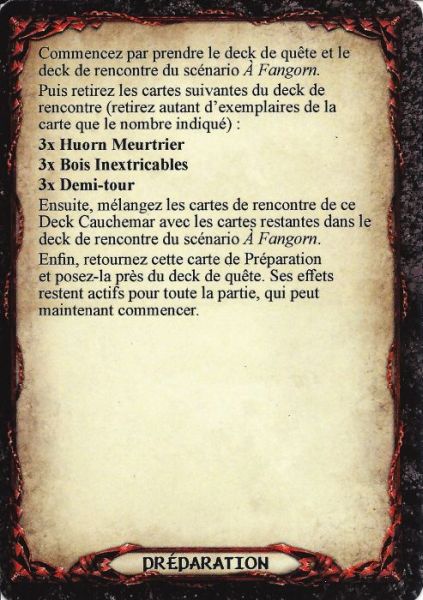 Commencez par prendre le deck de quête et le
deck de rencontre du scénario À Fangorn.
Puis retirez les cartes suivantes du deck de
rencontre (retirez autant d'exemplaires de la
carte que le nombre indiqué) :
3x Huorn Meurtrier
3x Bois Inextricables
3x Demi-tour
Ensuite, mélangez les cartes de rencontre de ce
Deck Cauchemar avec les cartes restantes dans le
deck de rencontre du scénario À Fangorn.
Enfin, retournez cette carte de Préparation
et posez-la près du deck de quête. Ses effets
restent actifs pour toute la partie, qui peut
maintenant commencer.
PRÉPARATION